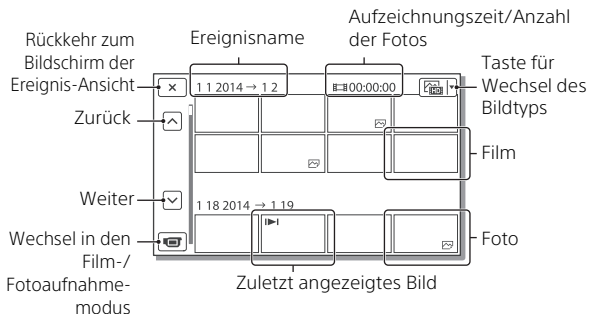 Rückkehr zum
Bildschirm der
Ereignis-Ansicht
Ereignisname
Aufzeichnungszeit/Anzahl
der Fotos
Taste für
Wechsel des
Bildtyps
1 1 2014 → 1 2
00:00:00
HD
Zurück
Film
Weiter
1 18 2014 → 1 19
Wechsel in den
Film-/
Fotoaufnahme-
modus
Foto
Zuletzt angezeigtes Bild